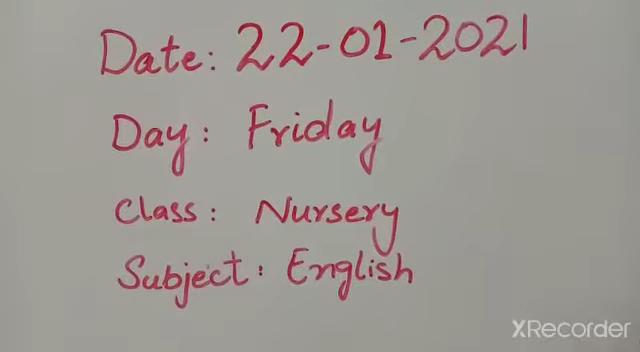 Date: 22-01-2021
Day: Friday
Class: Nursery
Subject: English
XRecorder